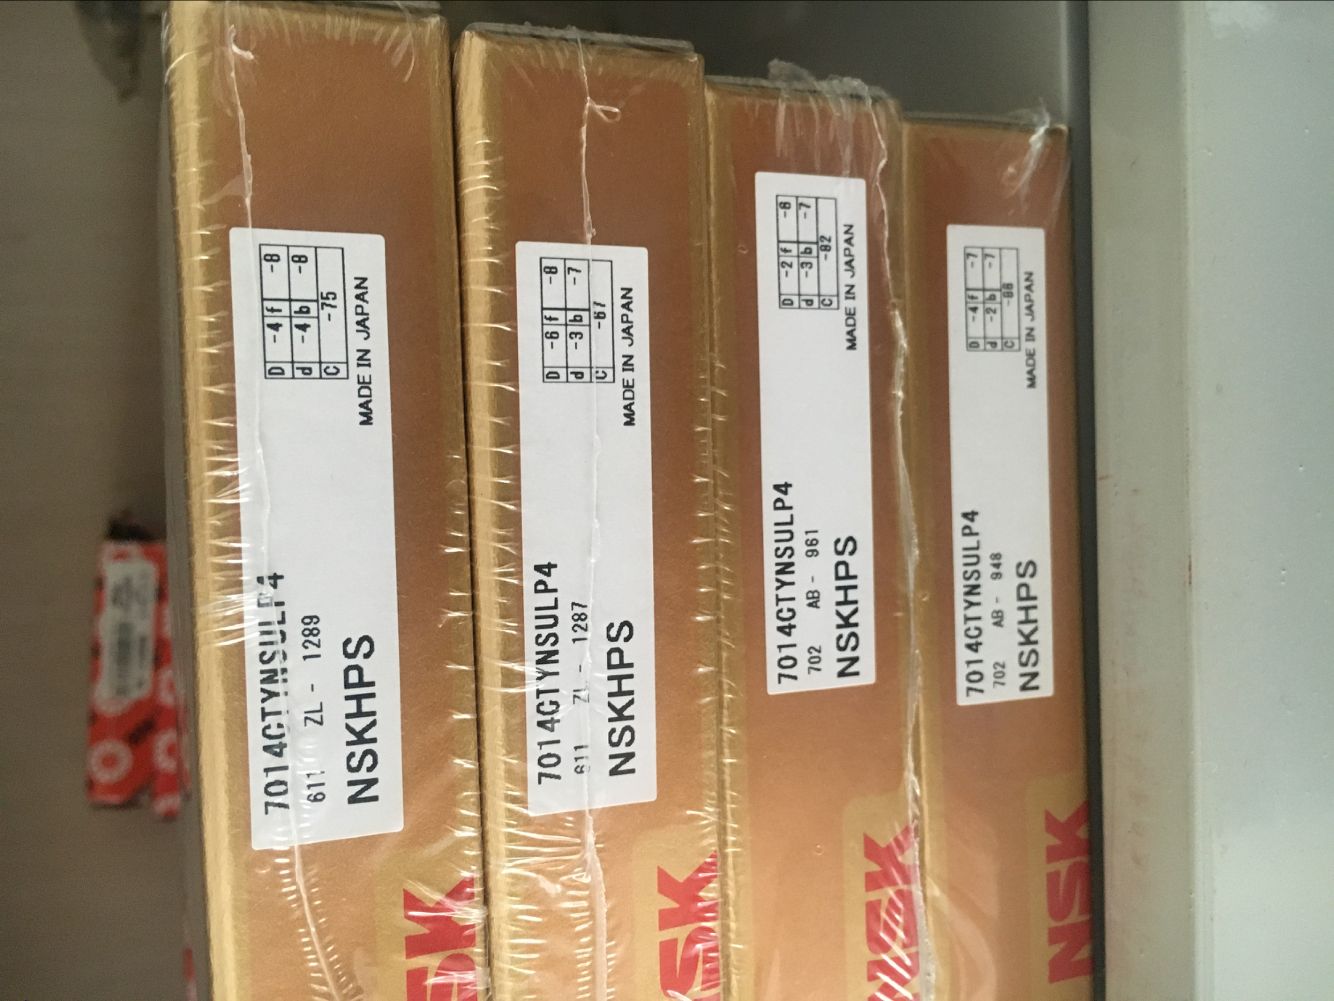 7014CTYNSULP4
611 ZL - 1289
NSKHPS
D -4 f -8
d -4 b -8
C -75
MADE IN JAPAN
NSK
7014CTYNSULP4
611 ZL - 1287
NSKHPS
D -6 f -8
d -3 b -7
C -67
MADE IN JAPAN
NSK
7014CTYNSULP4
702 AB - 961
NSKHPS
D -2 f -8
d -3 b -7
C -82
MADE IN JAPAN
NSK
7014CTYNSULP4
702 AB - 948
NSKHPS
D -4 f -7
d -2 b -7
C
MADE IN JAPAN
NSK